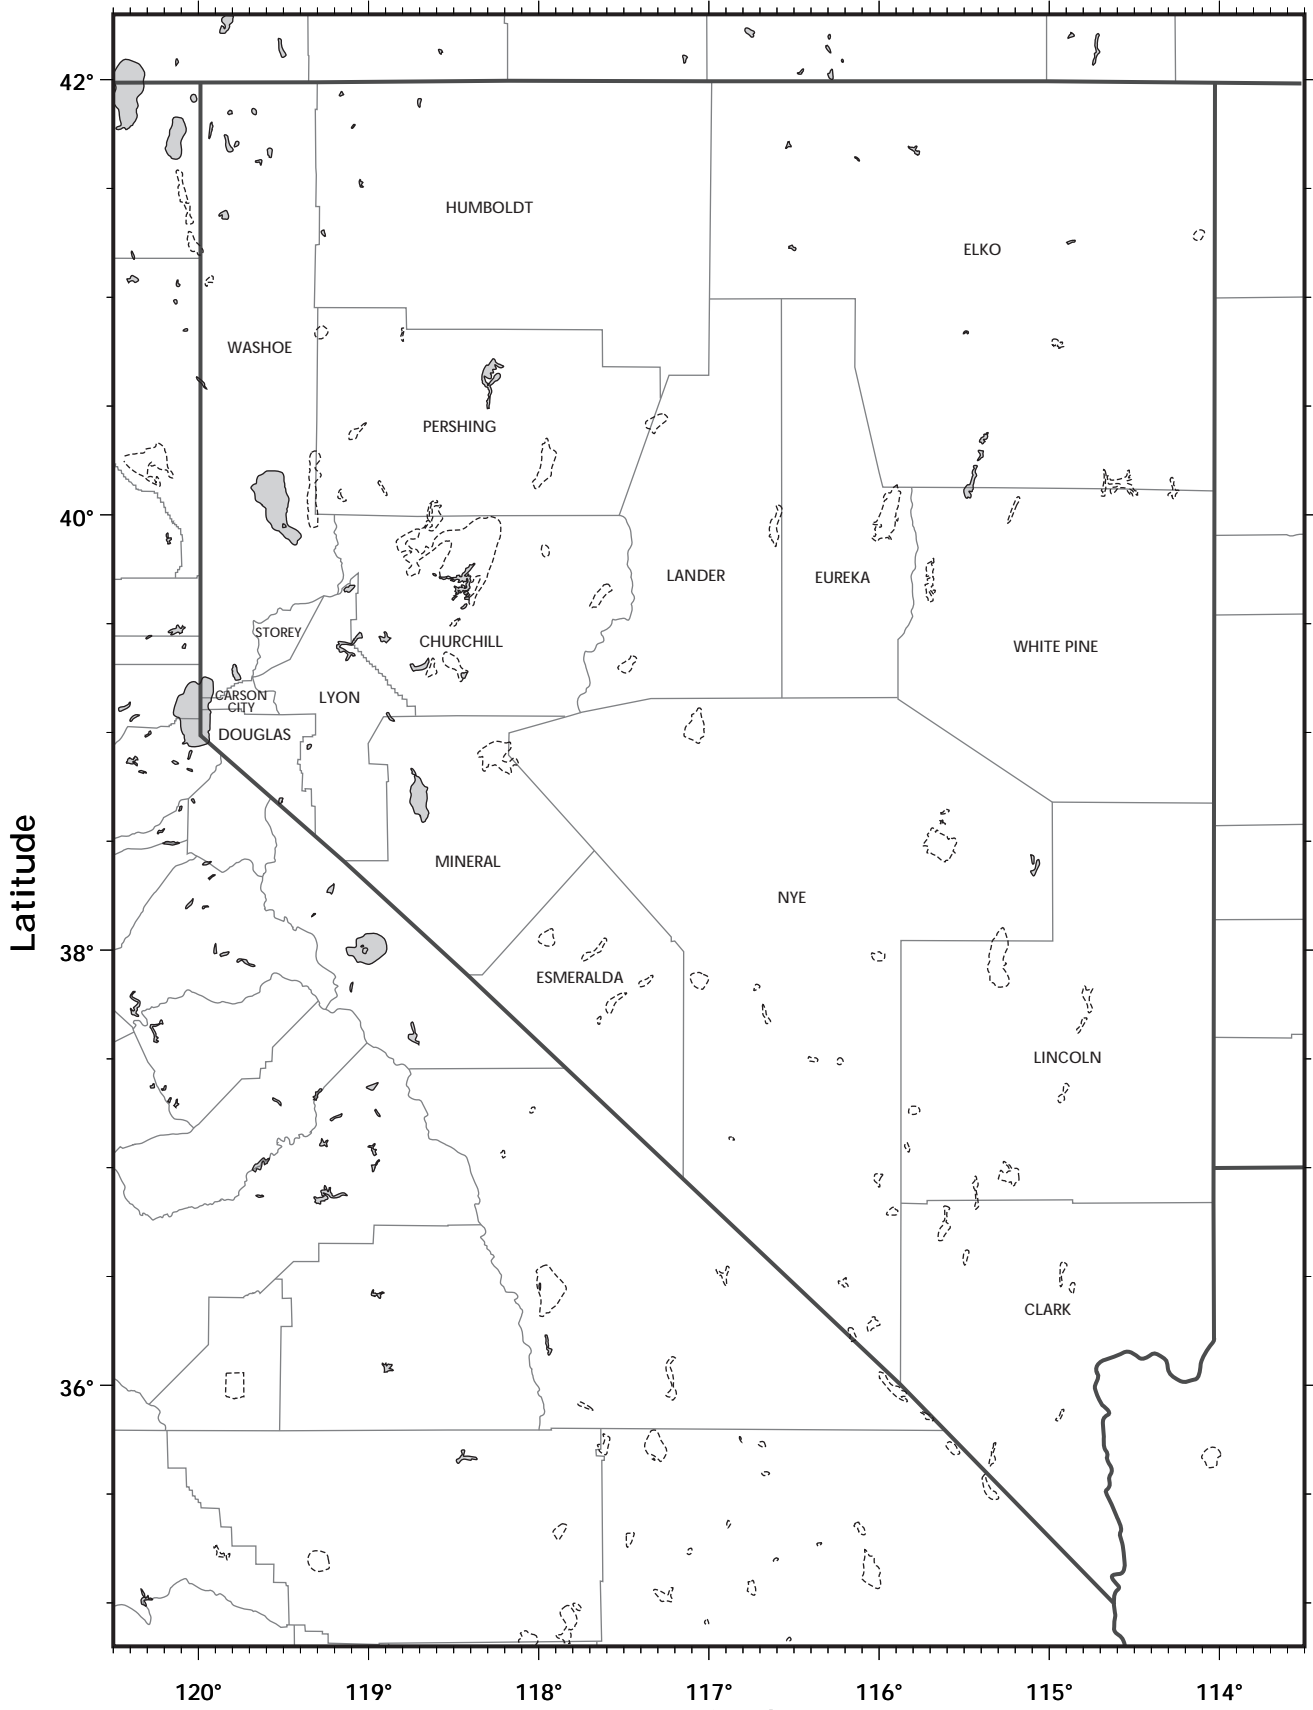 42°
HUMBOLDT
ELKO
WASHOE
PERSHING
40°
LANDER
EUREKA
STOREY
CHURCHILL
WHITE PINE
CARSON
CITY
LYON
DOUGLAS
Latitude
MINERAL
NYE
38°
ESMERALDA
LINCOLN
CLARK
36°
120°
119°
118°
117°
116°
115°
114°